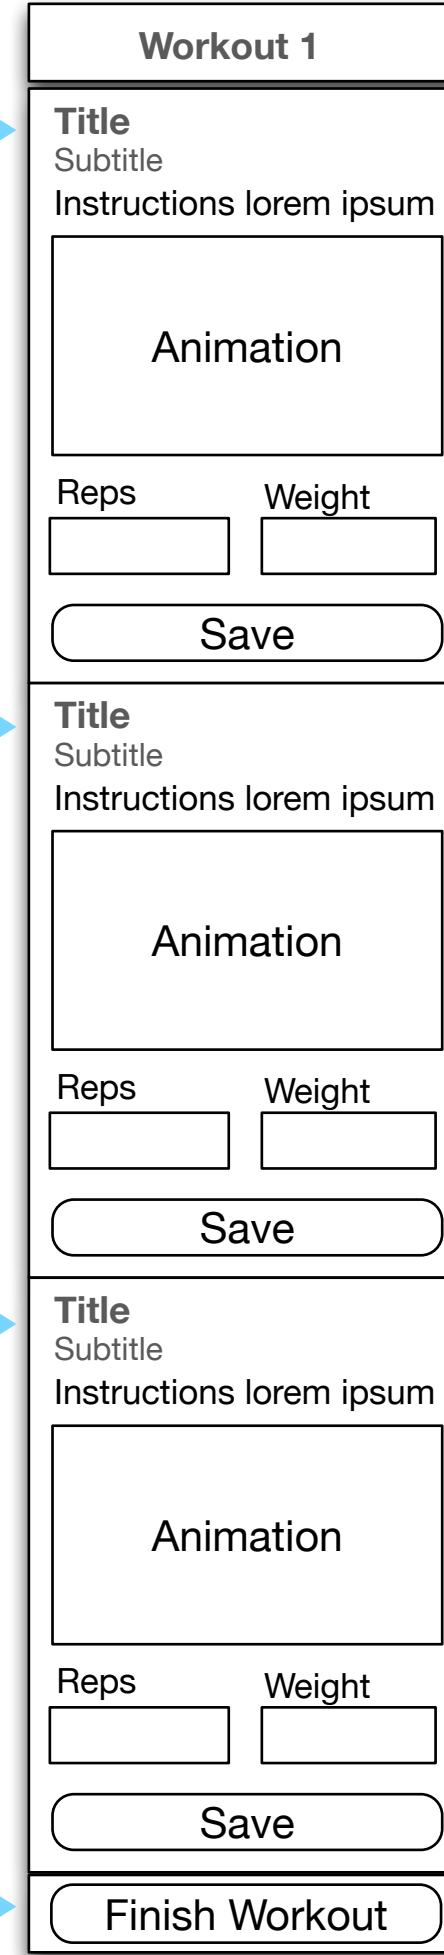 Workout 1
Title
Subtitle
Instructions lorem ipsum
Animation
Reps Weight
Save
Title
Subtitle
Instructions lorem ipsum
Animation
Reps Weight
Save
Title
Subtitle
Instructions lorem ipsum
Animation
Reps Weight
Save
Finish Workout